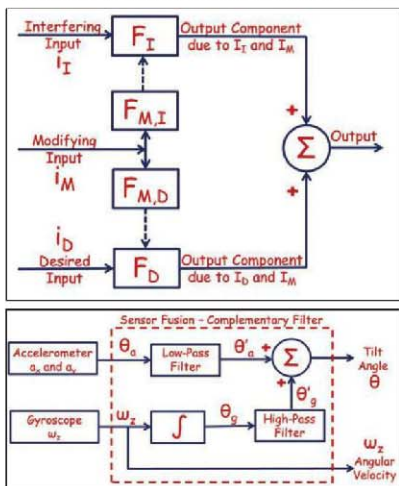 Interfering
Input
i_I
F_I
Output Component
due to I_I and I_M
F_M,I
+
Modifying
Input
i_M
Σ
Output
+
F_M,D
i_D
Desired
Input
F_D
Output Component
due to I_D and I_M
Sensor Fusion – Complementary Filter
Accelerometer
a_x and a_y
θ_a
Low-Pass
Filter
θ'_a
+
Σ
Tilt
Angle
θ
+
θ'_g
Gyroscope
ω_z
ω_z
∫
θ_g
High-Pass
Filter
ω_z
Angular
Velocity